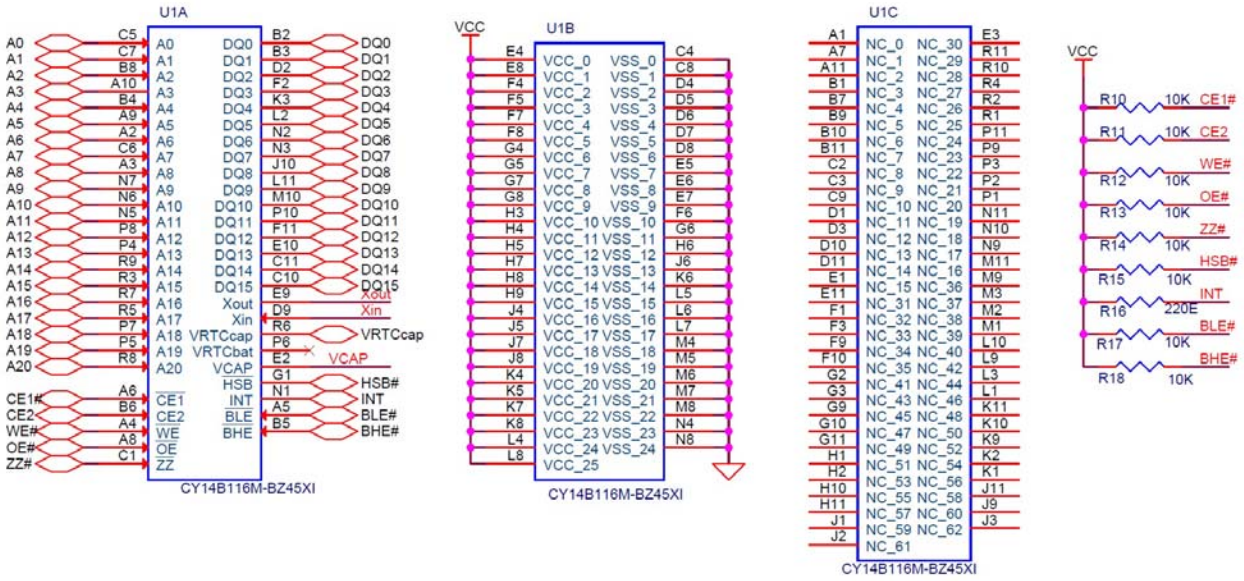 U1A
A0 C5 A0 DQ0 B2 DQ0
A1 C7 A1 DQ1 B3 DQ1
A2 B8 A2 DQ2 D2 DQ2
A3 A10 A3 DQ3 F2 DQ3
A4 B4 A4 DQ4 K3 DQ4
A5 A9 A5 DQ5 L2 DQ5
A6 A2 A6 DQ6 N2 DQ6
A7 C6 A7 DQ7 N3 DQ7
A8 A3 A8 DQ8 J10 DQ8
A9 N7 A9 DQ9 L11 DQ9
A10 N6 A10 DQ10 M10 DQ10
A11 N5 A11 DQ11 P10 DQ11
A12 P8 A12 DQ12 F11 DQ12
A13 P4 A13 DQ13 E10 DQ13
A14 R9 A14 DQ14 C11 DQ14
A15 R3 A15 DQ15 C10 DQ15
A16 R7 A16 Xout E9 Xout
A17 R5 A17 Xin D9 Xin
A18 P7 A18 VRTCcap R6 VRTCcap
A19 P5 A19 VRTCbat P6
A20 R8 A20 VCAP E2 VCAP
HSB G1 HSB#
CE1# A6 CE1 INT N1 INT
CE2 B6 CE2 BLE A5 BLE#
WE# A4 WE BHE B5 BHE#
OE# A8 OE
ZZ# C1 ZZ
CY14B116M-BZ45XI
U1B
VCC
E4 VCC_0 VSS_0 C4
E8 VCC_1 VSS_1 C8
F4 VCC_2 VSS_2 D4
F5 VCC_3 VSS_3 D5
F7 VCC_4 VSS_4 D6
F8 VCC_5 VSS_5 D7
G4 VCC_6 VSS_6 D8
G5 VCC_7 VSS_7 E5
G7 VCC_8 VSS_8 E6
G8 VCC_9 VSS_9 E7
H3 VCC_10 VSS_10 F6
H4 VCC_11 VSS_11 G6
H5 VCC_12 VSS_12 H6
H7 VCC_13 VSS_13 J6
H8 VCC_14 VSS_14 K6
H9 VCC_15 VSS_15 L5
J4 VCC_16 VSS_16 L6
J5 VCC_17 VSS_17 L7
J7 VCC_18 VSS_18 M4
J8 VCC_19 VSS_19 M5
K4 VCC_20 VSS_20 M6
K5 VCC_21 VSS_21 M7
K7 VCC_22 VSS_22 M8
K8 VCC_23 VSS_23 N4
L4 VCC_24 VSS_24 N8
L8 VCC_25
CY14B116M-BZ45XI
U1C
A1 NC_0 NC_30 E3
A7 NC_1 NC_29 R11
A11 NC_2 NC_28 R10
B1 NC_3 NC_27 R4
B7 NC_4 NC_26 R2
B9 NC_5 NC_25 R1
B10 NC_6 NC_24 P11
B11 NC_7 NC_23 P9
C2 NC_8 NC_22 P3
C3 NC_9 NC_21 P2
C9 NC_10 NC_20 P1
D1 NC_11 NC_19 N11
D3 NC_12 NC_18 N10
D10 NC_13 NC_17 N9
D11 NC_14 NC_16 M11
E1 NC_15 NC_36 M9
E11 NC_31 NC_37 M3
F1 NC_32 NC_38 M2
F3 NC_33 NC_39 M1
F9 NC_34 NC_40 L10
F10 NC_35 NC_42 L9
G2 NC_41 NC_44 L3
G3 NC_43 NC_46 L1
G9 NC_45 NC_48 K11
G10 NC_47 NC_50 K10
G11 NC_49 NC_52 K9
H1 NC_51 NC_54 K2
H2 NC_53 NC_56 K1
H10 NC_55 NC_58 J11
H11 NC_57 NC_60 J9
J1 NC_59 NC_62 J3
J2 NC_61
CY14B116M-BZ45XI
VCC
R10 10K CE1#
R11 10K CE2
R12 10K WE#
R13 10K OE#
R14 10K ZZ#
R15 10K HSB#
R16 220E INT
R17 10K BLE#
R18 10K BHE#